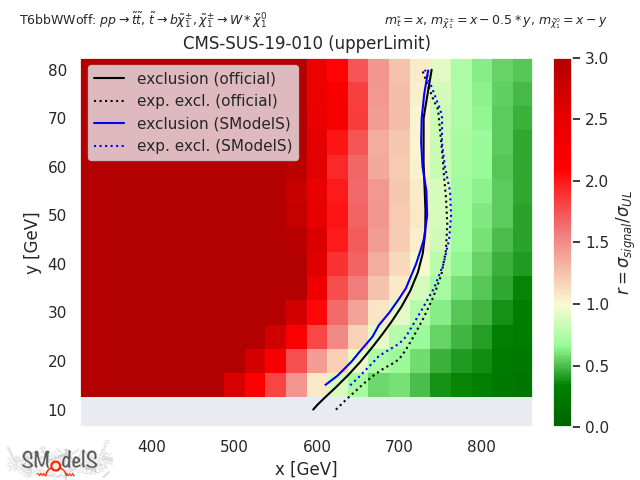 T6bbWWoff: pp → t̃t̃, t̃ → bχ̃₁±, χ̃₁± → W*χ̃₁⁰ m_t̃ = x, m_χ̃₁± = x − 0.5*y, m_χ̃₁⁰ = x − y
CMS-SUS-19-010 (upperLimit)
exclusion (official)
exp. excl. (official)
exclusion (SModelS)
exp. excl. (SModelS)
80
70
60
50
40
30
20
10
y [GeV]
400 500 600 700 800
x [GeV]
3.0
2.5
2.0
1.5
1.0
0.5
0.0
r = σ_signal/σ_UL
SModelS